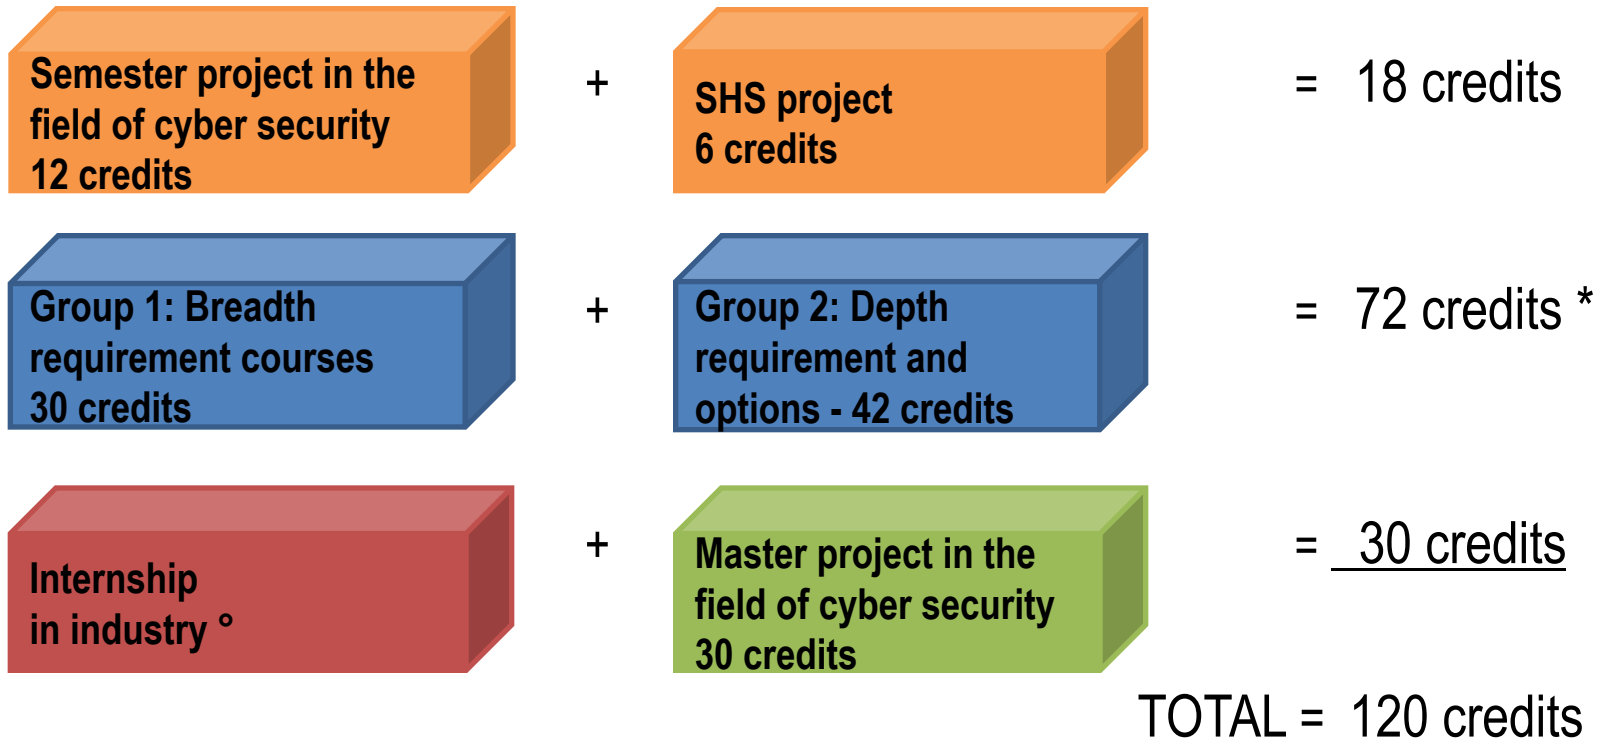 Semester project in the
field of cyber security
12 credits
+
SHS project
6 credits
= 18 credits
Group 1: Breadth
requirement courses
30 credits
+
Group 2: Depth
requirement and
options - 42 credits
= 72 credits *
Internship
in industry °
+
Master project in the
field of cyber security
30 credits
= 30 credits
TOTAL = 120 credits